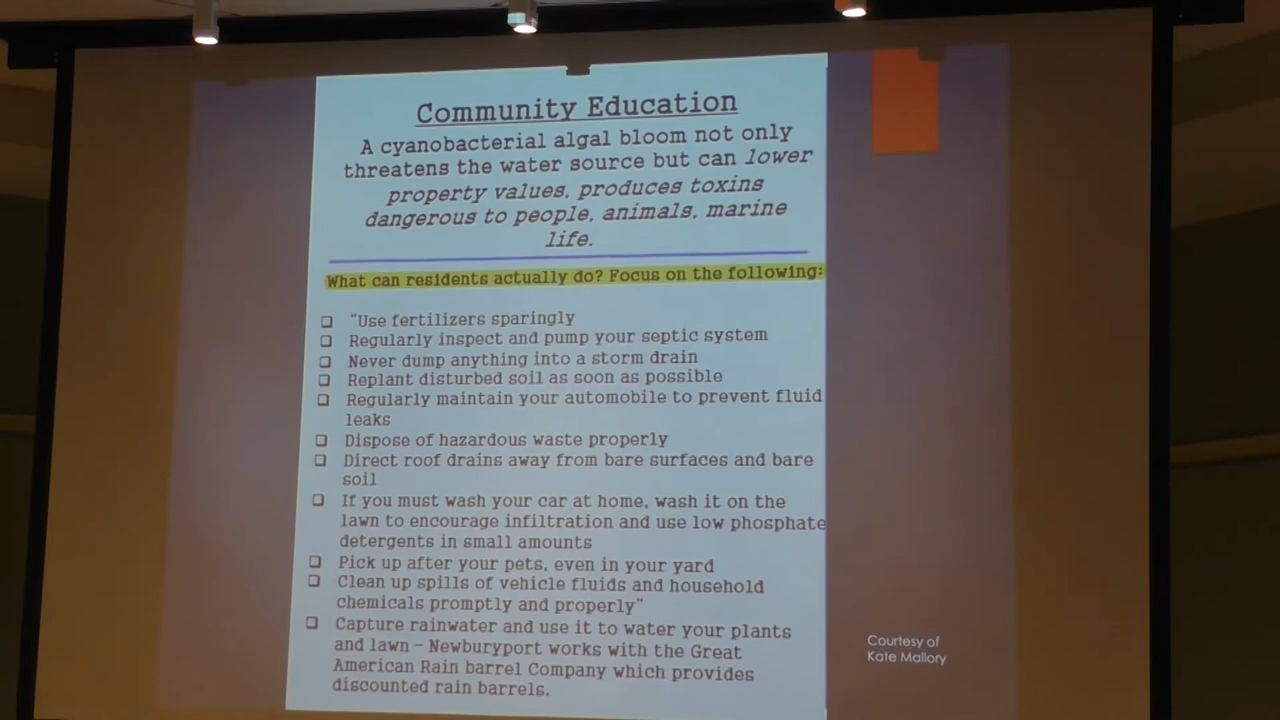 Community Education
A cyanobacterial algal bloom not only
threatens the water source but can lower
property values, produces toxins
dangerous to people, animals, marine
life.
What can residents actually do? Focus on the following:
❑ "Use fertilizers sparingly
❑ Regularly inspect and pump your septic system
❑ Never dump anything into a storm drain
❑ Replant disturbed soil as soon as possible
❑ Regularly maintain your automobile to prevent fluid
leaks
❑ Dispose of hazardous waste properly
❑ Direct roof drains away from bare surfaces and bare
soil
❑ If you must wash your car at home, wash it on the
lawn to encourage infiltration and use low phosphate
detergents in small amounts
❑ Pick up after your pets, even in your yard
❑ Clean up spills of vehicle fluids and household
chemicals promptly and properly"
❑ Capture rainwater and use it to water your plants
and lawn – Newburyport works with the Great
American Rain barrel Company which provides
discounted rain barrels.
Courtesy of
Kate Mallory